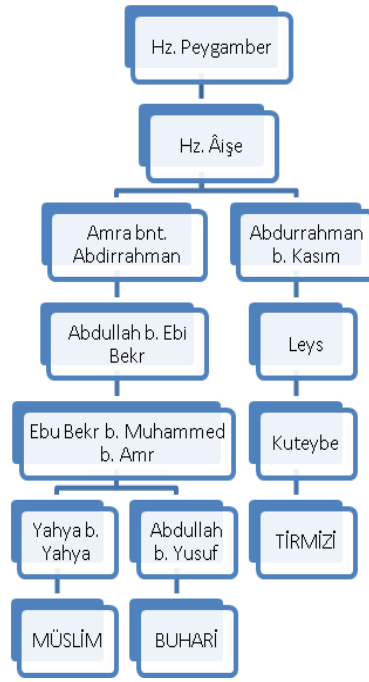 Hz. Peygamber
Hz. Âişe
Amra bnt.
Abdirrahman
Abdurrahman
b. Kasım
Abdullah b. Ebi
Bekr
Leys
Ebu Bekr b. Muhammed
b. Amr
Kuteybe
Yahya b.
Yahya
Abdullah
b. Yusuf
TİRMİZİ
MÜSLİM
BUHARİ